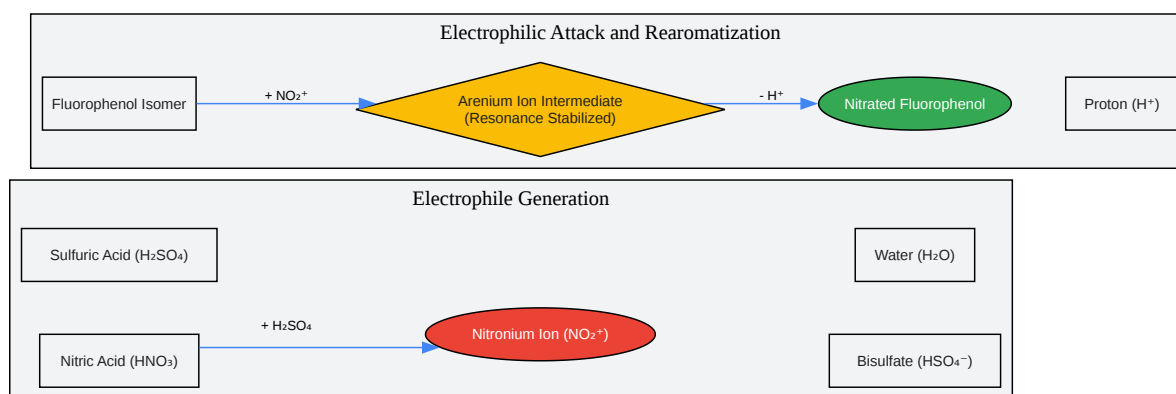 Electrophilic Attack and Rearomatization
Fluorophenol Isomer
+ NO₂⁺
Arenium Ion Intermediate
(Resonance Stabilized)
- H⁺
Nitrated Fluorophenol
Proton (H⁺)
Electrophile Generation
Sulfuric Acid (H₂SO₄)
Water (H₂O)
Nitric Acid (HNO₃)
+ H₂SO₄
Nitronium Ion (NO₂⁺)
Bisulfate (HSO₄⁻)